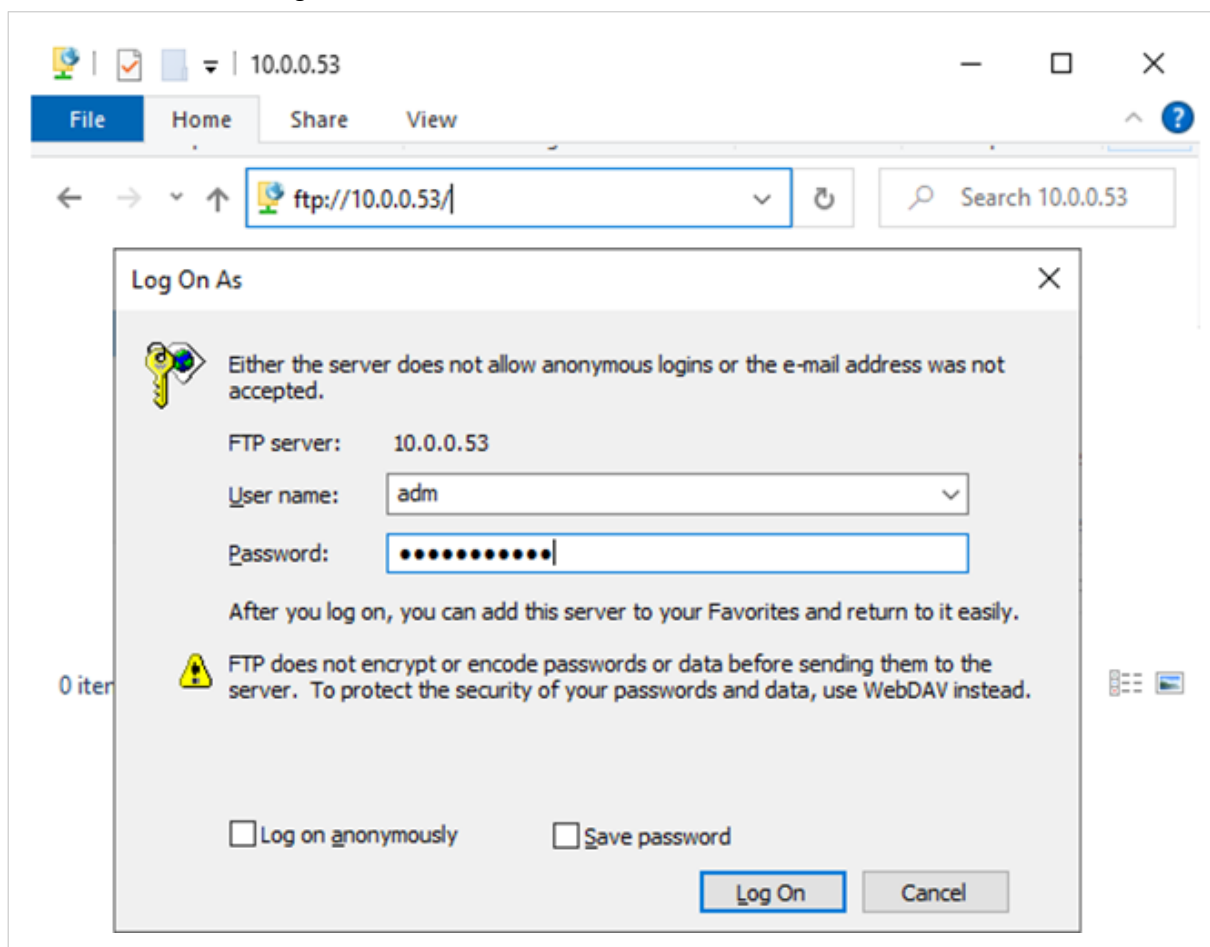 10.0.0.53
File Home Share View
ftp://10.0.0.53/ Search 10.0.0.53
Log On As
Either the server does not allow anonymous logins or the e-mail address was not
accepted.
FTP server: 10.0.0.53
User name: adm
Password: ●●●●●●●●●●●
After you log on, you can add this server to your Favorites and return to it easily.
FTP does not encrypt or encode passwords or data before sending them to the
server. To protect the security of your passwords and data, use WebDAV instead.
0 iter
Log on anonymously Save password
Log On Cancel